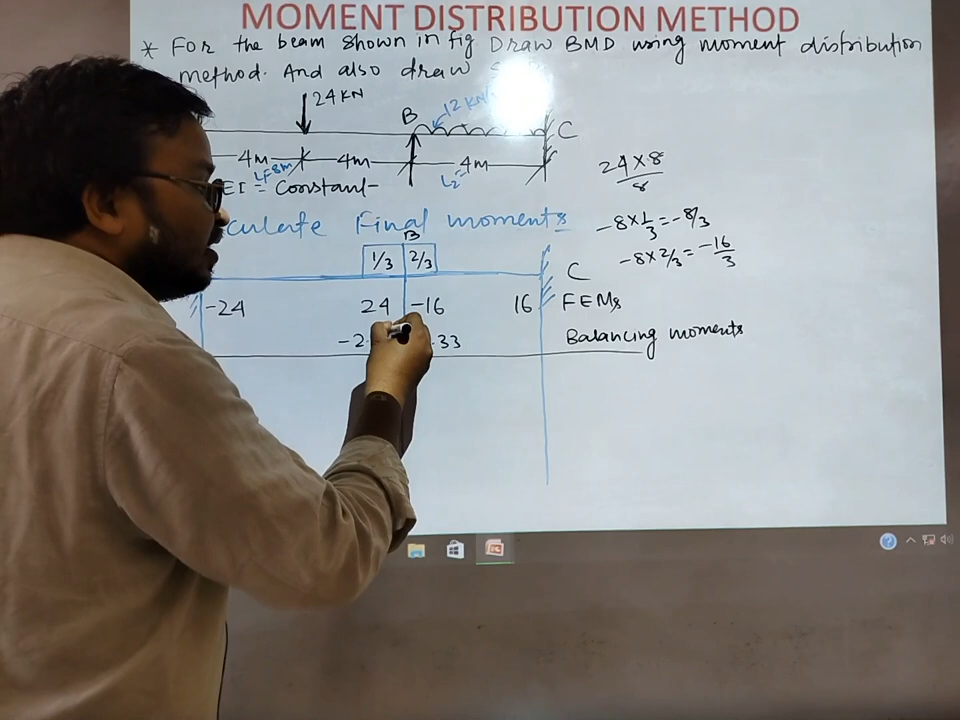 MOMENT DISTRIBUTION METHOD
* For the beam shown in fig Draw BMD using moment distribution
method. And also draw
24 KN
B
12 KN/
C
4m
4m
4m
L=8m
L2=
24 × 8
8
EI = Constant
-8 × 1/3 = -8/3
-8 × 2/3 = -16/3
culate Final moments
B
1/3
2/3
C
-24
24
-16
16
FEMs
-2
.33
Balancing moments